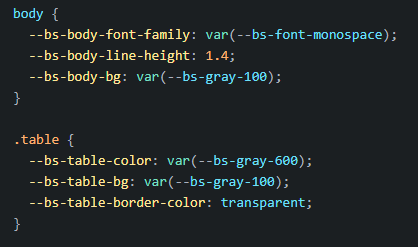 body {
  --bs-body-font-family: var(--bs-font-monospace);
  --bs-body-line-height: 1.4;
  --bs-body-bg: var(--bs-gray-100);
}

.table {
  --bs-table-color: var(--bs-gray-600);
  --bs-table-bg: var(--bs-gray-100);
  --bs-table-border-color: transparent;
}